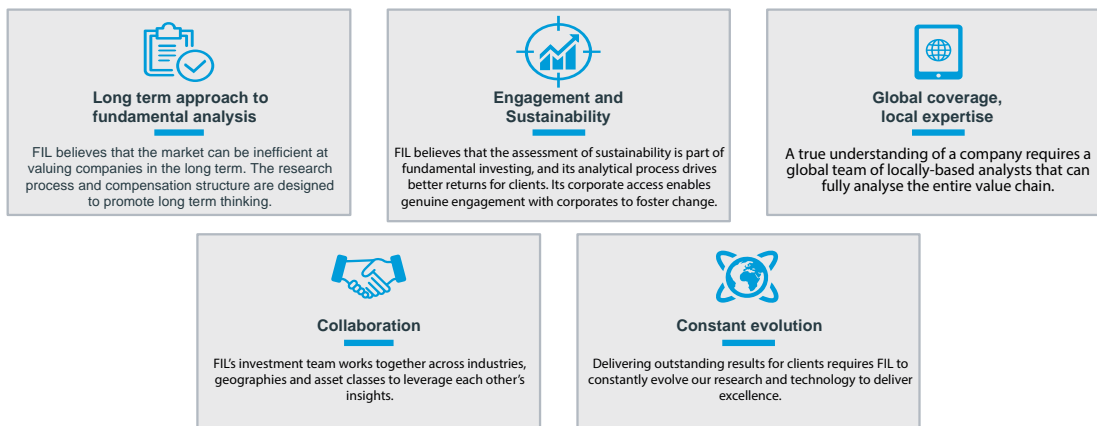 Long term approach to
fundamental analysis
FIL believes that the market can be inefficient at
valuing companies in the long term. The research
process and compensation structure are designed
to promote long term thinking.
Engagement and
Sustainability
FIL believes that the assessment of sustainability is part of
fundamental investing, and its analytical process drives
better returns for clients. Its corporate access enables
genuine engagement with corporates to foster change.
Global coverage,
local expertise
A true understanding of a company requires a
global team of locally-based analysts that can
fully analyse the entire value chain.
Collaboration
FIL’s investment team works together across industries,
geographies and asset classes to leverage each other’s
insights.
Constant evolution
Delivering outstanding results for clients requires FIL to
constantly evolve our research and technology to deliver
excellence.